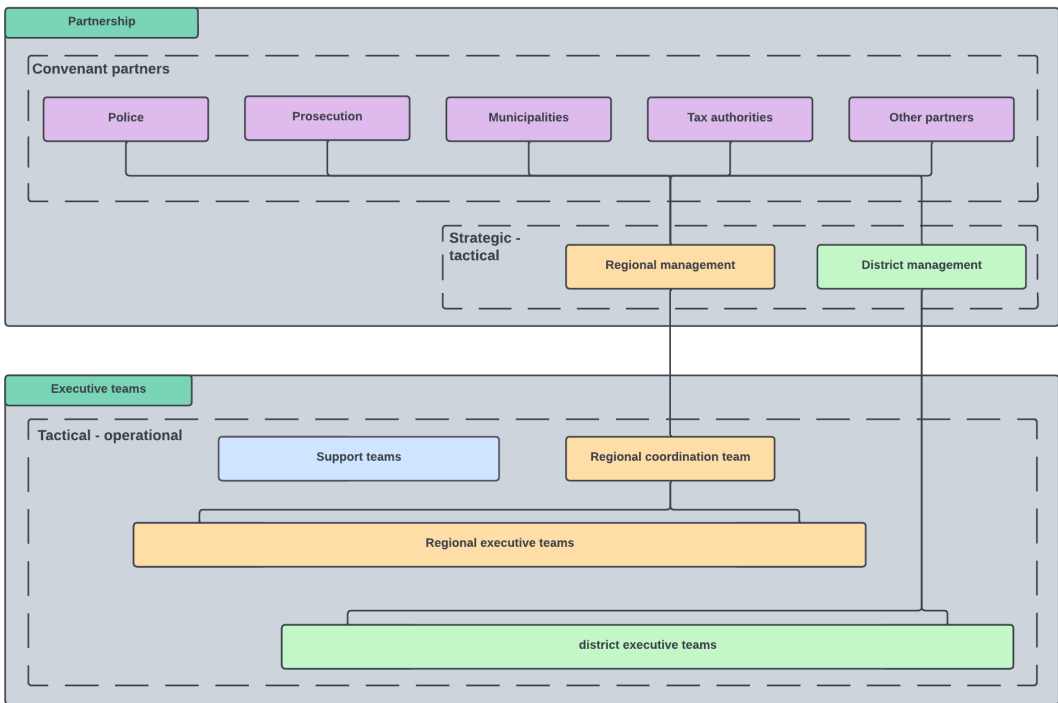 Partnership
Convenant partners
Police
Prosecution
Municipalities
Tax authorities
Other partners
Strategic -
tactical
Regional management
District management
Executive teams
Tactical - operational
Support teams
Regional coordination team
Regional executive teams
district executive teams